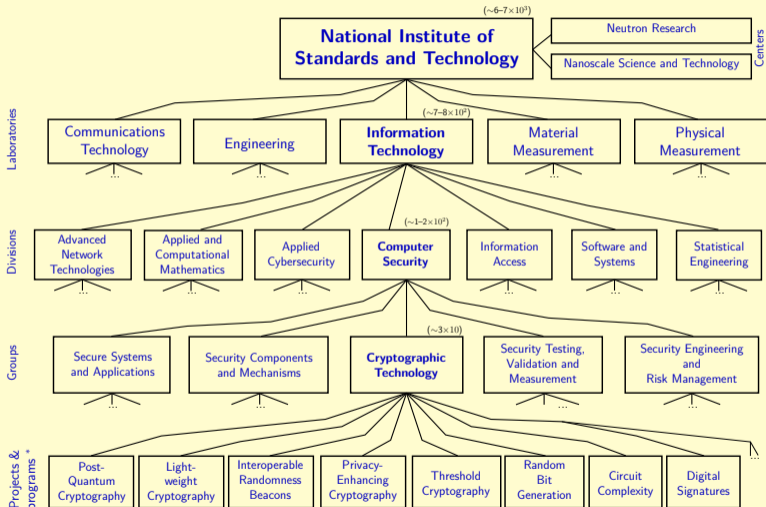 (∼6–7×10³)
National Institute of
Standards and Technology
Neutron Research
Nanoscale Science and Technology
Centers
Laboratories
(∼7–8×10²)
Communications
Technology
...
Engineering
...
Information
Technology
Material
Measurement
...
Physical
Measurement
...
Divisions
(∼1–2×10²)
Advanced
Network
Technologies
...
Applied and
Computational
Mathematics
...
Applied
Cybersecurity
...
Computer
Security
Information
Access
...
Software and
Systems
...
Statistical
Engineering
...
Groups
(∼3×10)
Secure Systems
and Applications
...
Security Components
and Mechanisms
...
Cryptographic
Technology
Security Testing,
Validation and
Measurement
...
Security Engineering
and
Risk Management
...
Projects &
programs *
Post-
Quantum
Cryptography
Light-
weight
Cryptography
Interoperable
Randomness
Beacons
Privacy-
Enhancing
Cryptography
Threshold
Cryptography
Random
Bit
Generation
Circuit
Complexity
Digital
Signatures
...